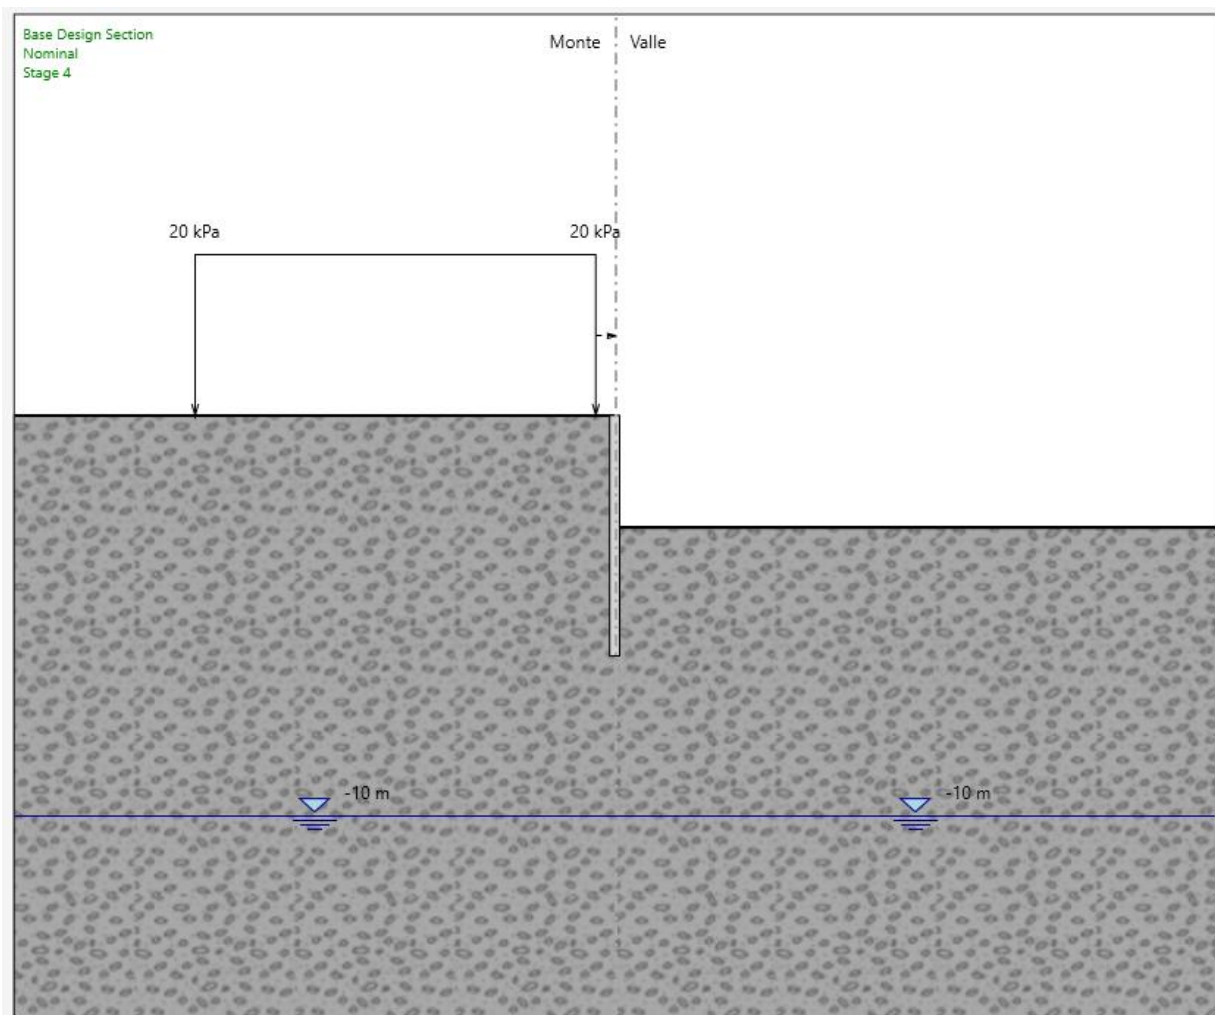 Base Design Section
Nominal
Stage 4
Monte
Valle
20 kPa
20 kPa
-10 m
-10 m